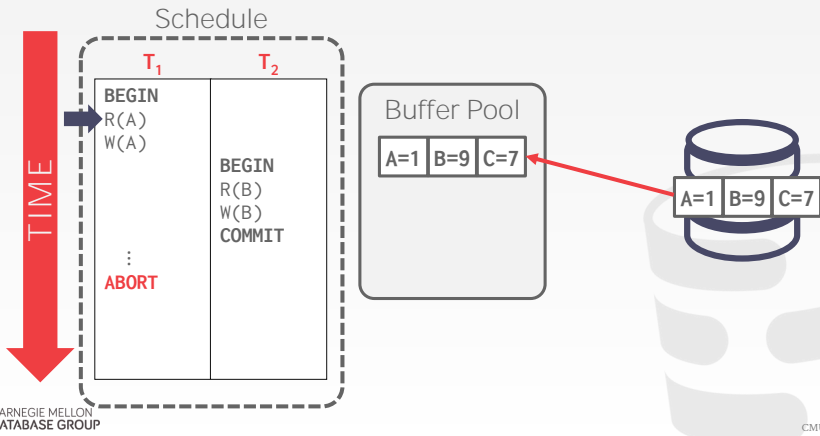 Schedule
TIME
T1 T2
BEGIN
R(A)
W(A)
⋮
ABORT
BEGIN
R(B)
W(B)
COMMIT
Buffer Pool
A=1 B=9 C=7
A=1 B=9 C=7
ARNEGIE MELLON
ATABASE GROUP
CMU